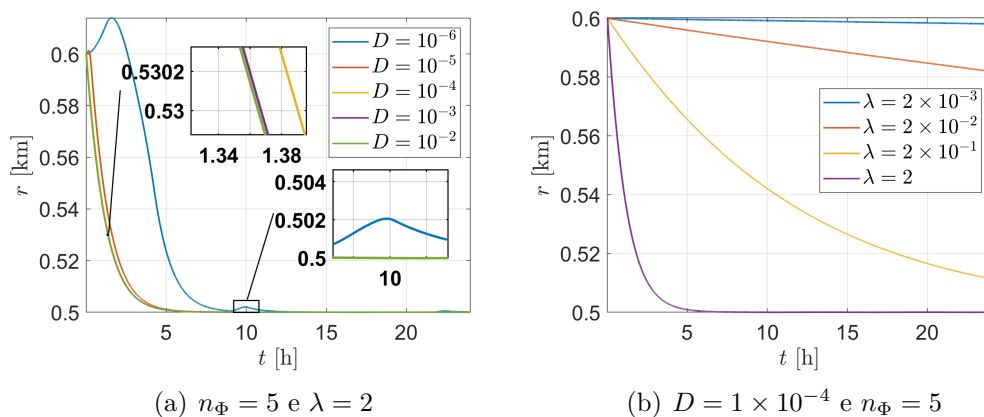 0.6
0.58
0.56
0.54
0.52
0.5
r [km]
5
10
15
20
t [h]
D = 10⁻⁶
D = 10⁻⁵
D = 10⁻⁴
D = 10⁻³
D = 10⁻²
0.5302
0.53
1.34
1.38
0.504
0.502
0.5
10
(a) n_Φ = 5 e λ = 2
0.6
0.58
0.56
0.54
0.52
0.5
r [km]
0
5
10
15
20
t [h]
λ = 2 × 10⁻³
λ = 2 × 10⁻²
λ = 2 × 10⁻¹
λ = 2
(b) D = 1 × 10⁻⁴ e n_Φ = 5